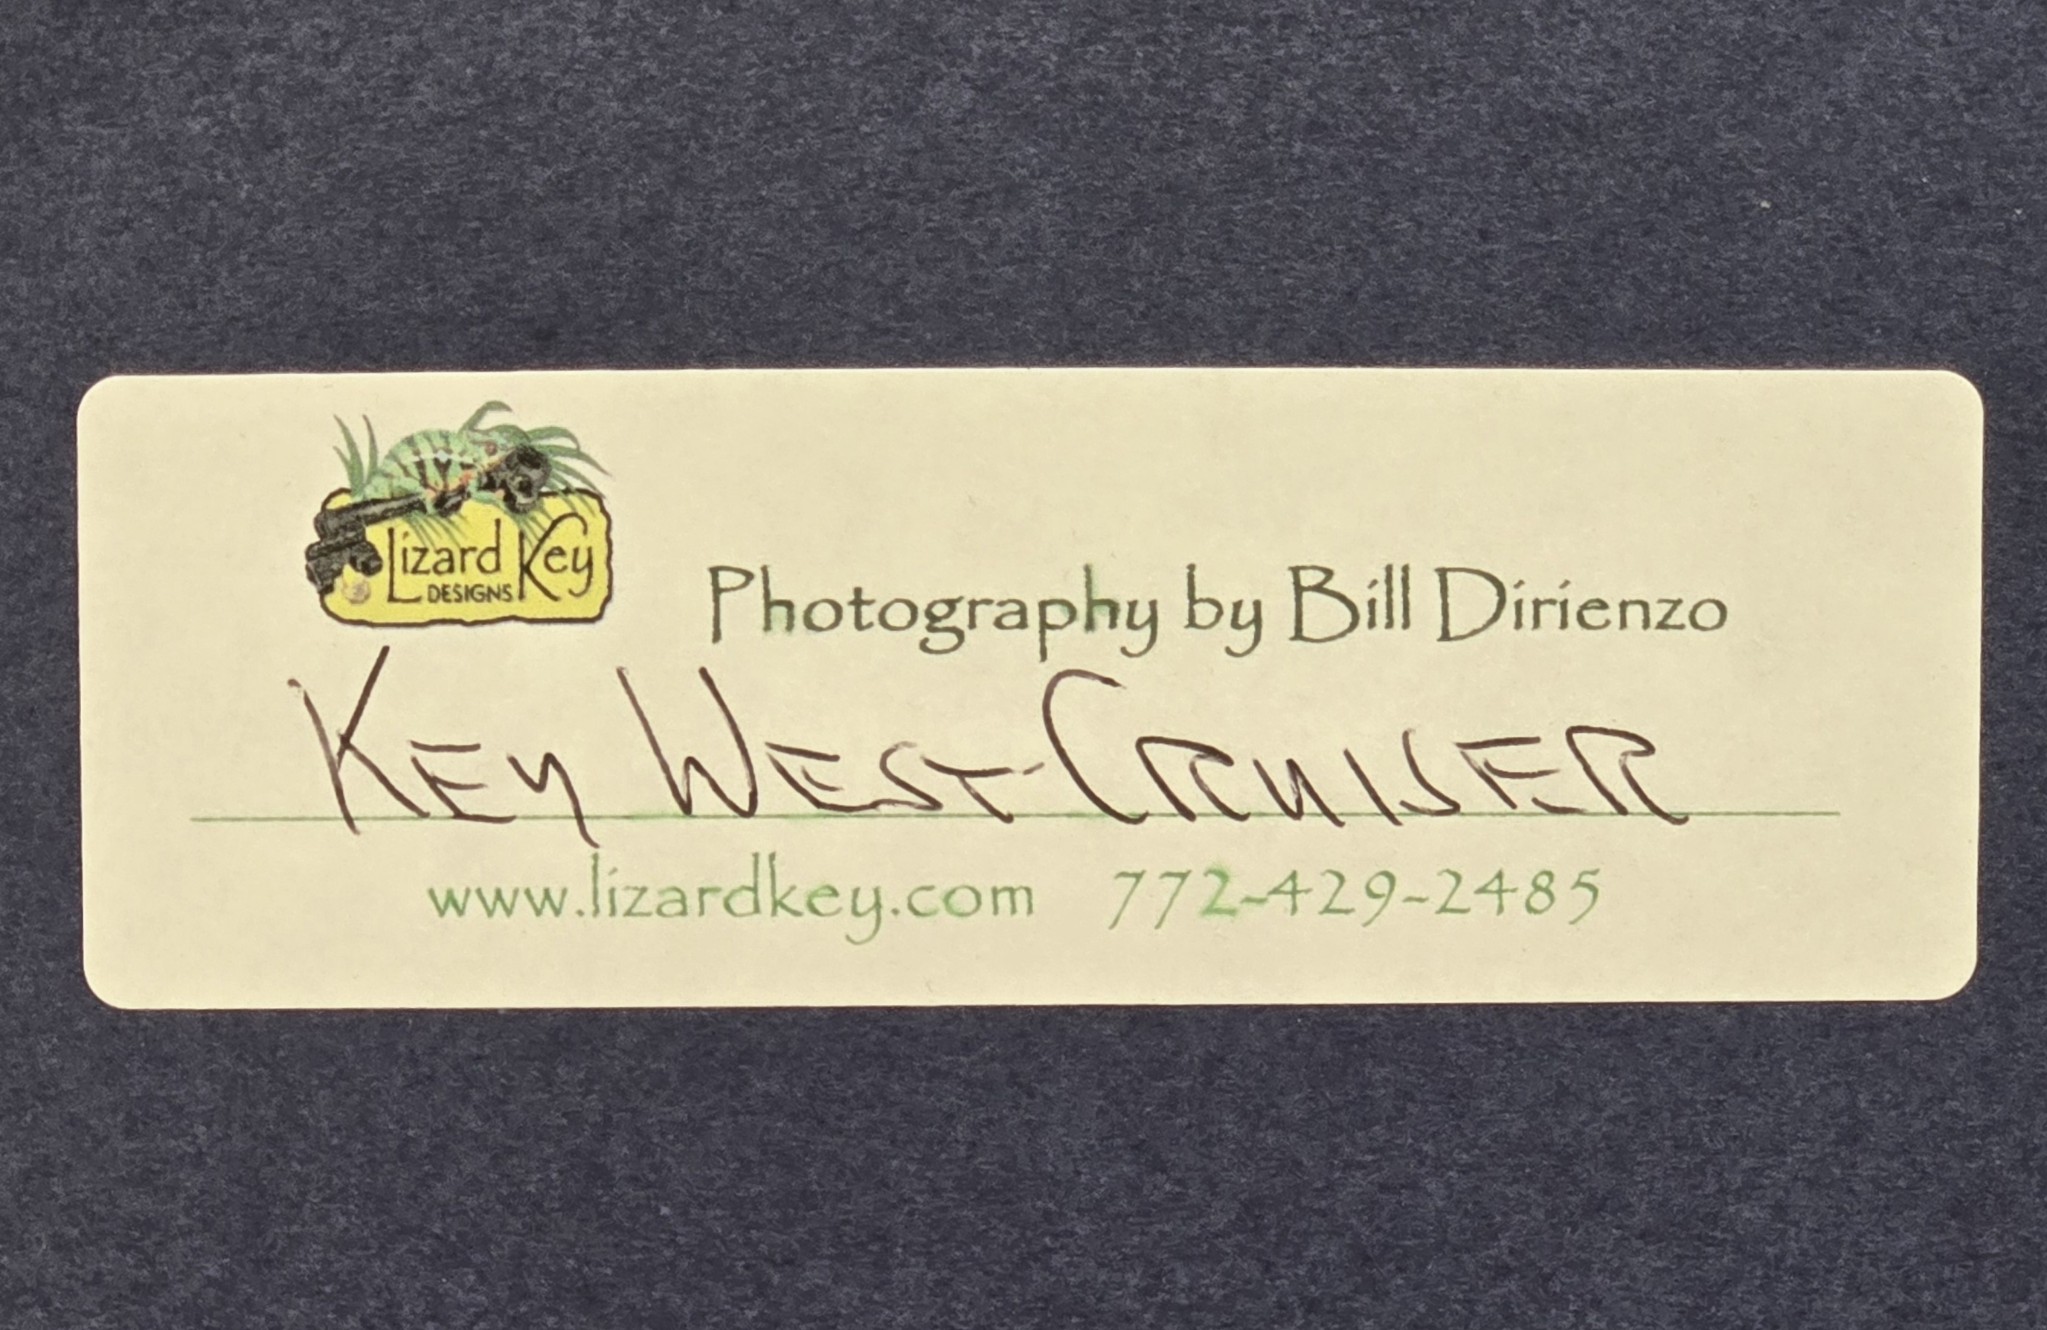 Lizard Key
DESIGNS
Photography by Bill Dirienzo
KEY WEST CRUISER
www.lizardkey.com 772-429-2485